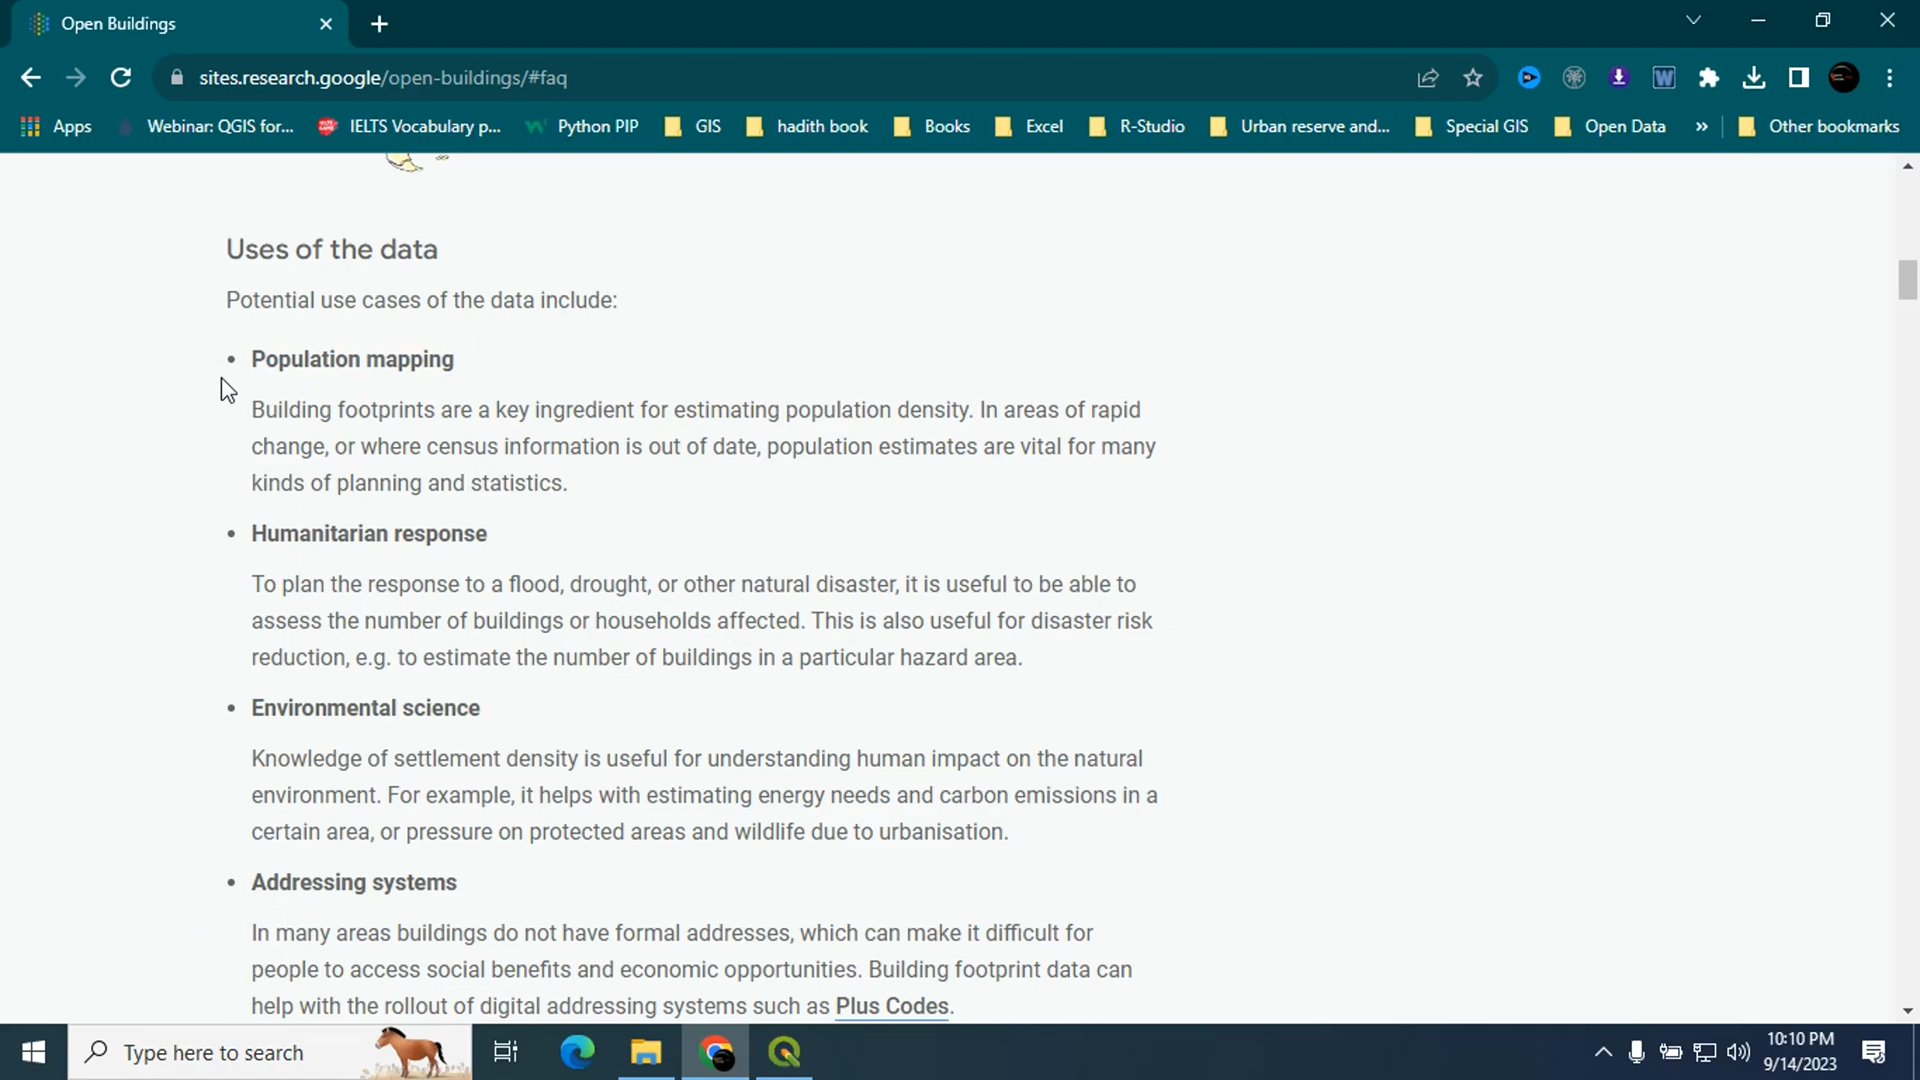 Open Buildings
sites.research.google/open-buildings/#faq
Apps
Webinar: QGIS for...
IELTS Vocabulary p...
Python PIP
GIS
hadith book
Books
Excel
R-Studio
Urban reserve and...
Special GIS
Open Data
»
Other bookmarks
Uses of the data
Potential use cases of the data include:
• Population mapping
Building footprints are a key ingredient for estimating population density. In areas of rapid
change, or where census information is out of date, population estimates are vital for many
kinds of planning and statistics.
• Humanitarian response
To plan the response to a flood, drought, or other natural disaster, it is useful to be able to
assess the number of buildings or households affected. This is also useful for disaster risk
reduction, e.g. to estimate the number of buildings in a particular hazard area.
• Environmental science
Knowledge of settlement density is useful for understanding human impact on the natural
environment. For example, it helps with estimating energy needs and carbon emissions in a
certain area, or pressure on protected areas and wildlife due to urbanisation.
• Addressing systems
In many areas buildings do not have formal addresses, which can make it difficult for
people to access social benefits and economic opportunities. Building footprint data can
help with the rollout of digital addressing systems such as Plus Codes.
Type here to search
10:10 PM
9/14/2023